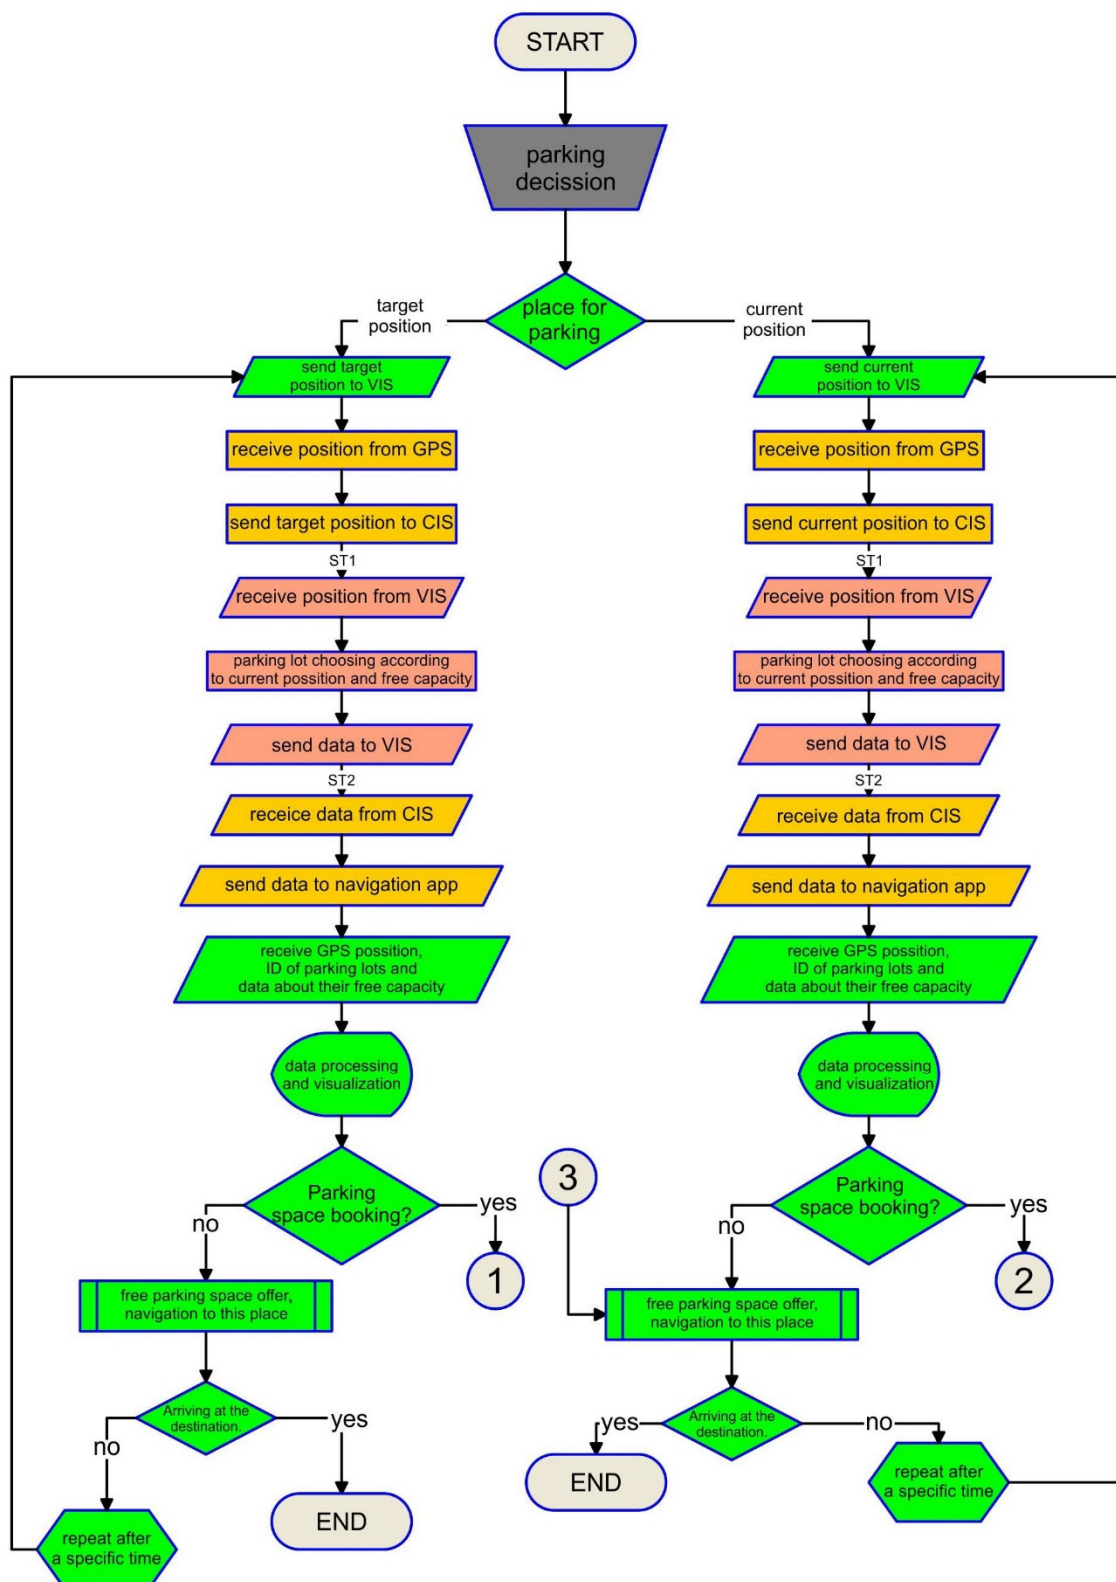 START
parking
decission
place for
parking
target
position
current
position
send target
position to VIS
receive position from GPS
send target position to CIS
ST1
receive position from VIS
parking lot choosing according
to current possition and free capacity
send data to VIS
ST2
receice data from CIS
send data to navigation app
receive GPS possition,
ID of parking lots and
data about their free capacity
data processing
and visualization
Parking
space booking?
no
yes
1
free parking space offer,
navigation to this place
Arriving at the
destination.
no
yes
END
repeat after
a specific time
send current
position to VIS
receive position from GPS
send current position to CIS
ST1
receive position from VIS
parking lot choosing according
to current possition and free capacity
send data to VIS
ST2
receive data from CIS
send data to navigation app
receive GPS possition,
ID of parking lots and
data about their free capacity
data processing
and visualization
Parking
space booking?
no
yes
2
3
free parking space offer,
navigation to this place
Arriving at the
destination.
yes
no
END
repeat after
a specific time